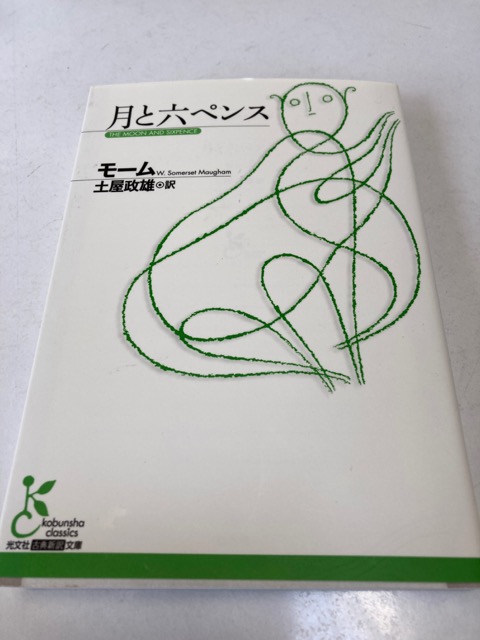 月と六ペンス
THE MOON AND SIXPENCE
モーム W. Somerset Maugham
土屋政雄◉訳
kobunsha
classics
光文社古典新訳文庫